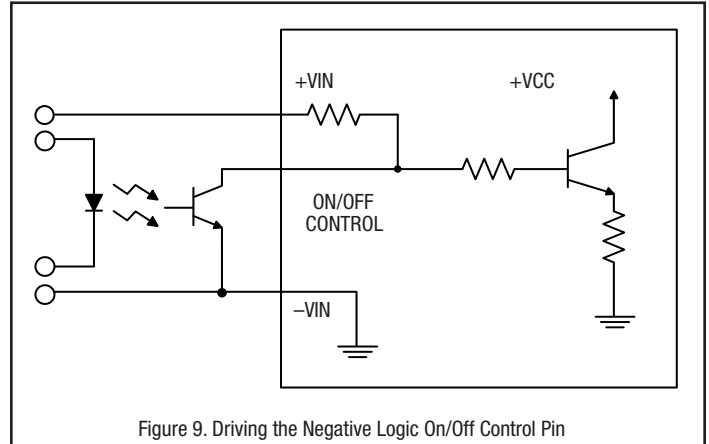 +VIN
+VCC
ON/OFF
CONTROL
–VIN
Figure 9. Driving the Negative Logic On/Off Control Pin